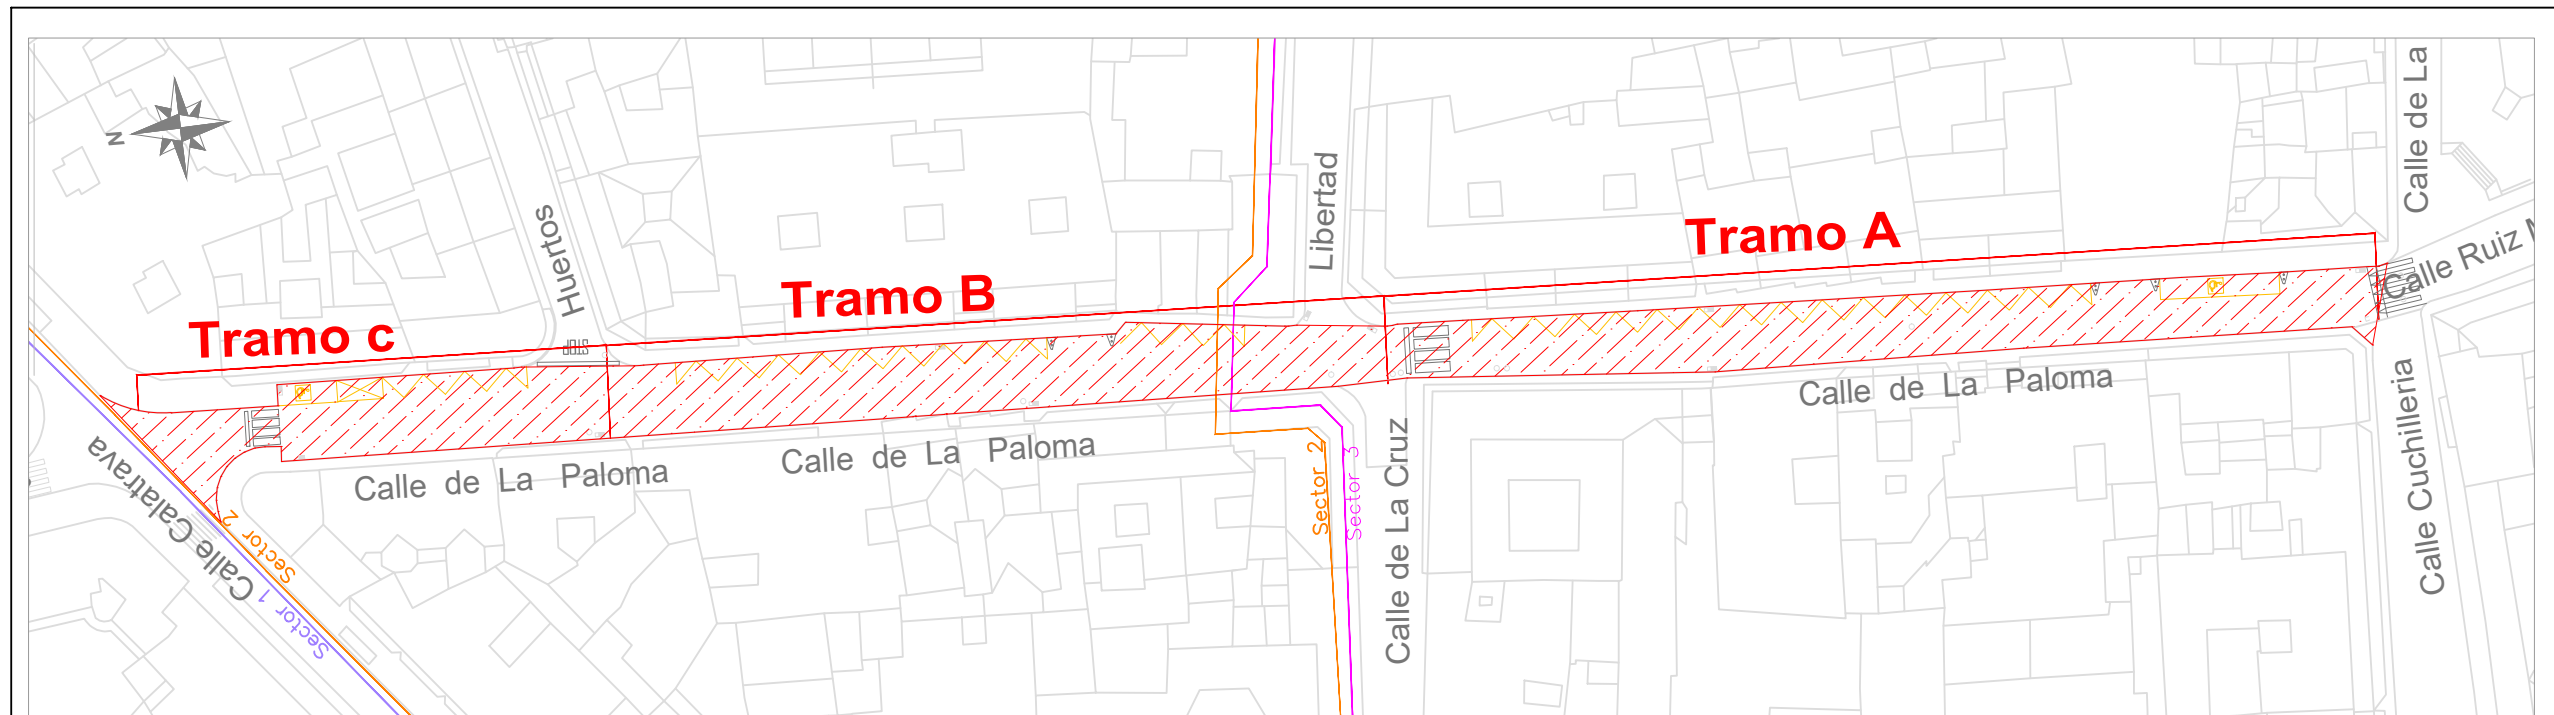 N
Tramo c
Huertos
Tramo B
Libertad
Tramo A
Calle de La
Calle Ruiz
Calle de La Paloma
Calle de La Paloma
Calle de La Paloma
Calle Calatrava
Sector 2
Sector 1
Sector 2
Sector 3
Calle de La Cruz
Calle Cuchilleria